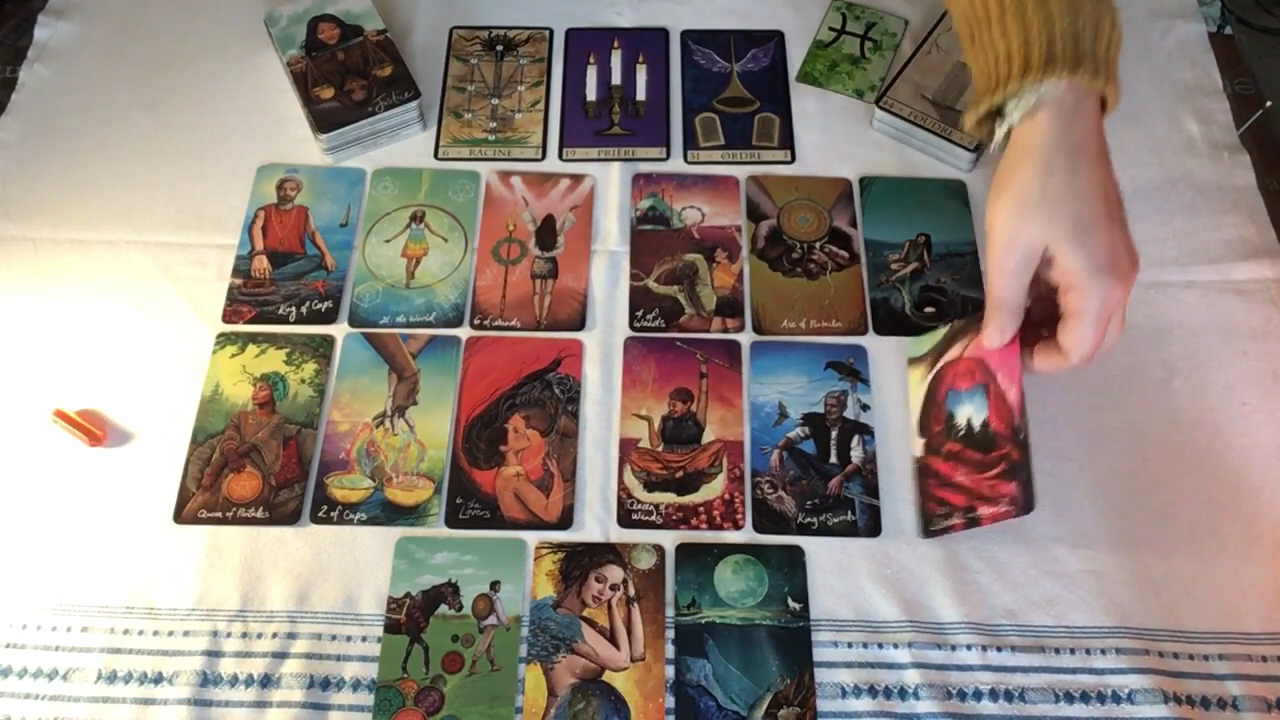 Justice
6 - RACINE
19 - PRIÈRE
31 - ORDRE
44 - FOUDRE
King of Cups
21. the World
6 of Wands
4 of
Wands
Ace of Pentacles
Queen of Pentacles
2 of Cups
6. the
Lovers
Queen of
Wands
King of Swords